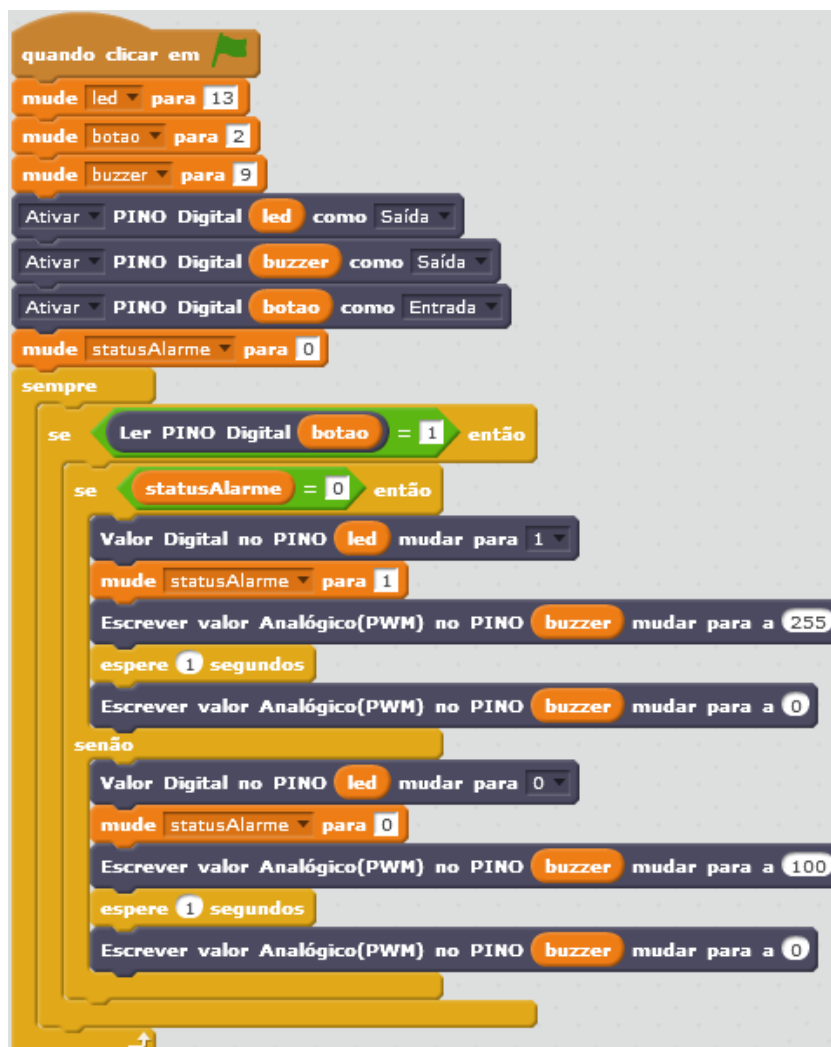 quando clicar em
mude led para 13
mude botao para 2
mude buzzer para 9
Ativar PINO Digital led como Saída
Ativar PINO Digital buzzer como Saída
Ativar PINO Digital botao como Entrada
mude statusAlarme para 0
sempre
se Ler PINO Digital botao = 1 então
se statusAlarme = 0 então
Valor Digital no PINO led mudar para 1
mude statusAlarme para 1
Escrever valor Analógico(PWM) no PINO buzzer mudar para a 255
espere 1 segundos
Escrever valor Analógico(PWM) no PINO buzzer mudar para a 0
senão
Valor Digital no PINO led mudar para 0
mude statusAlarme para 0
Escrever valor Analógico(PWM) no PINO buzzer mudar para a 100
espere 1 segundos
Escrever valor Analógico(PWM) no PINO buzzer mudar para a 0